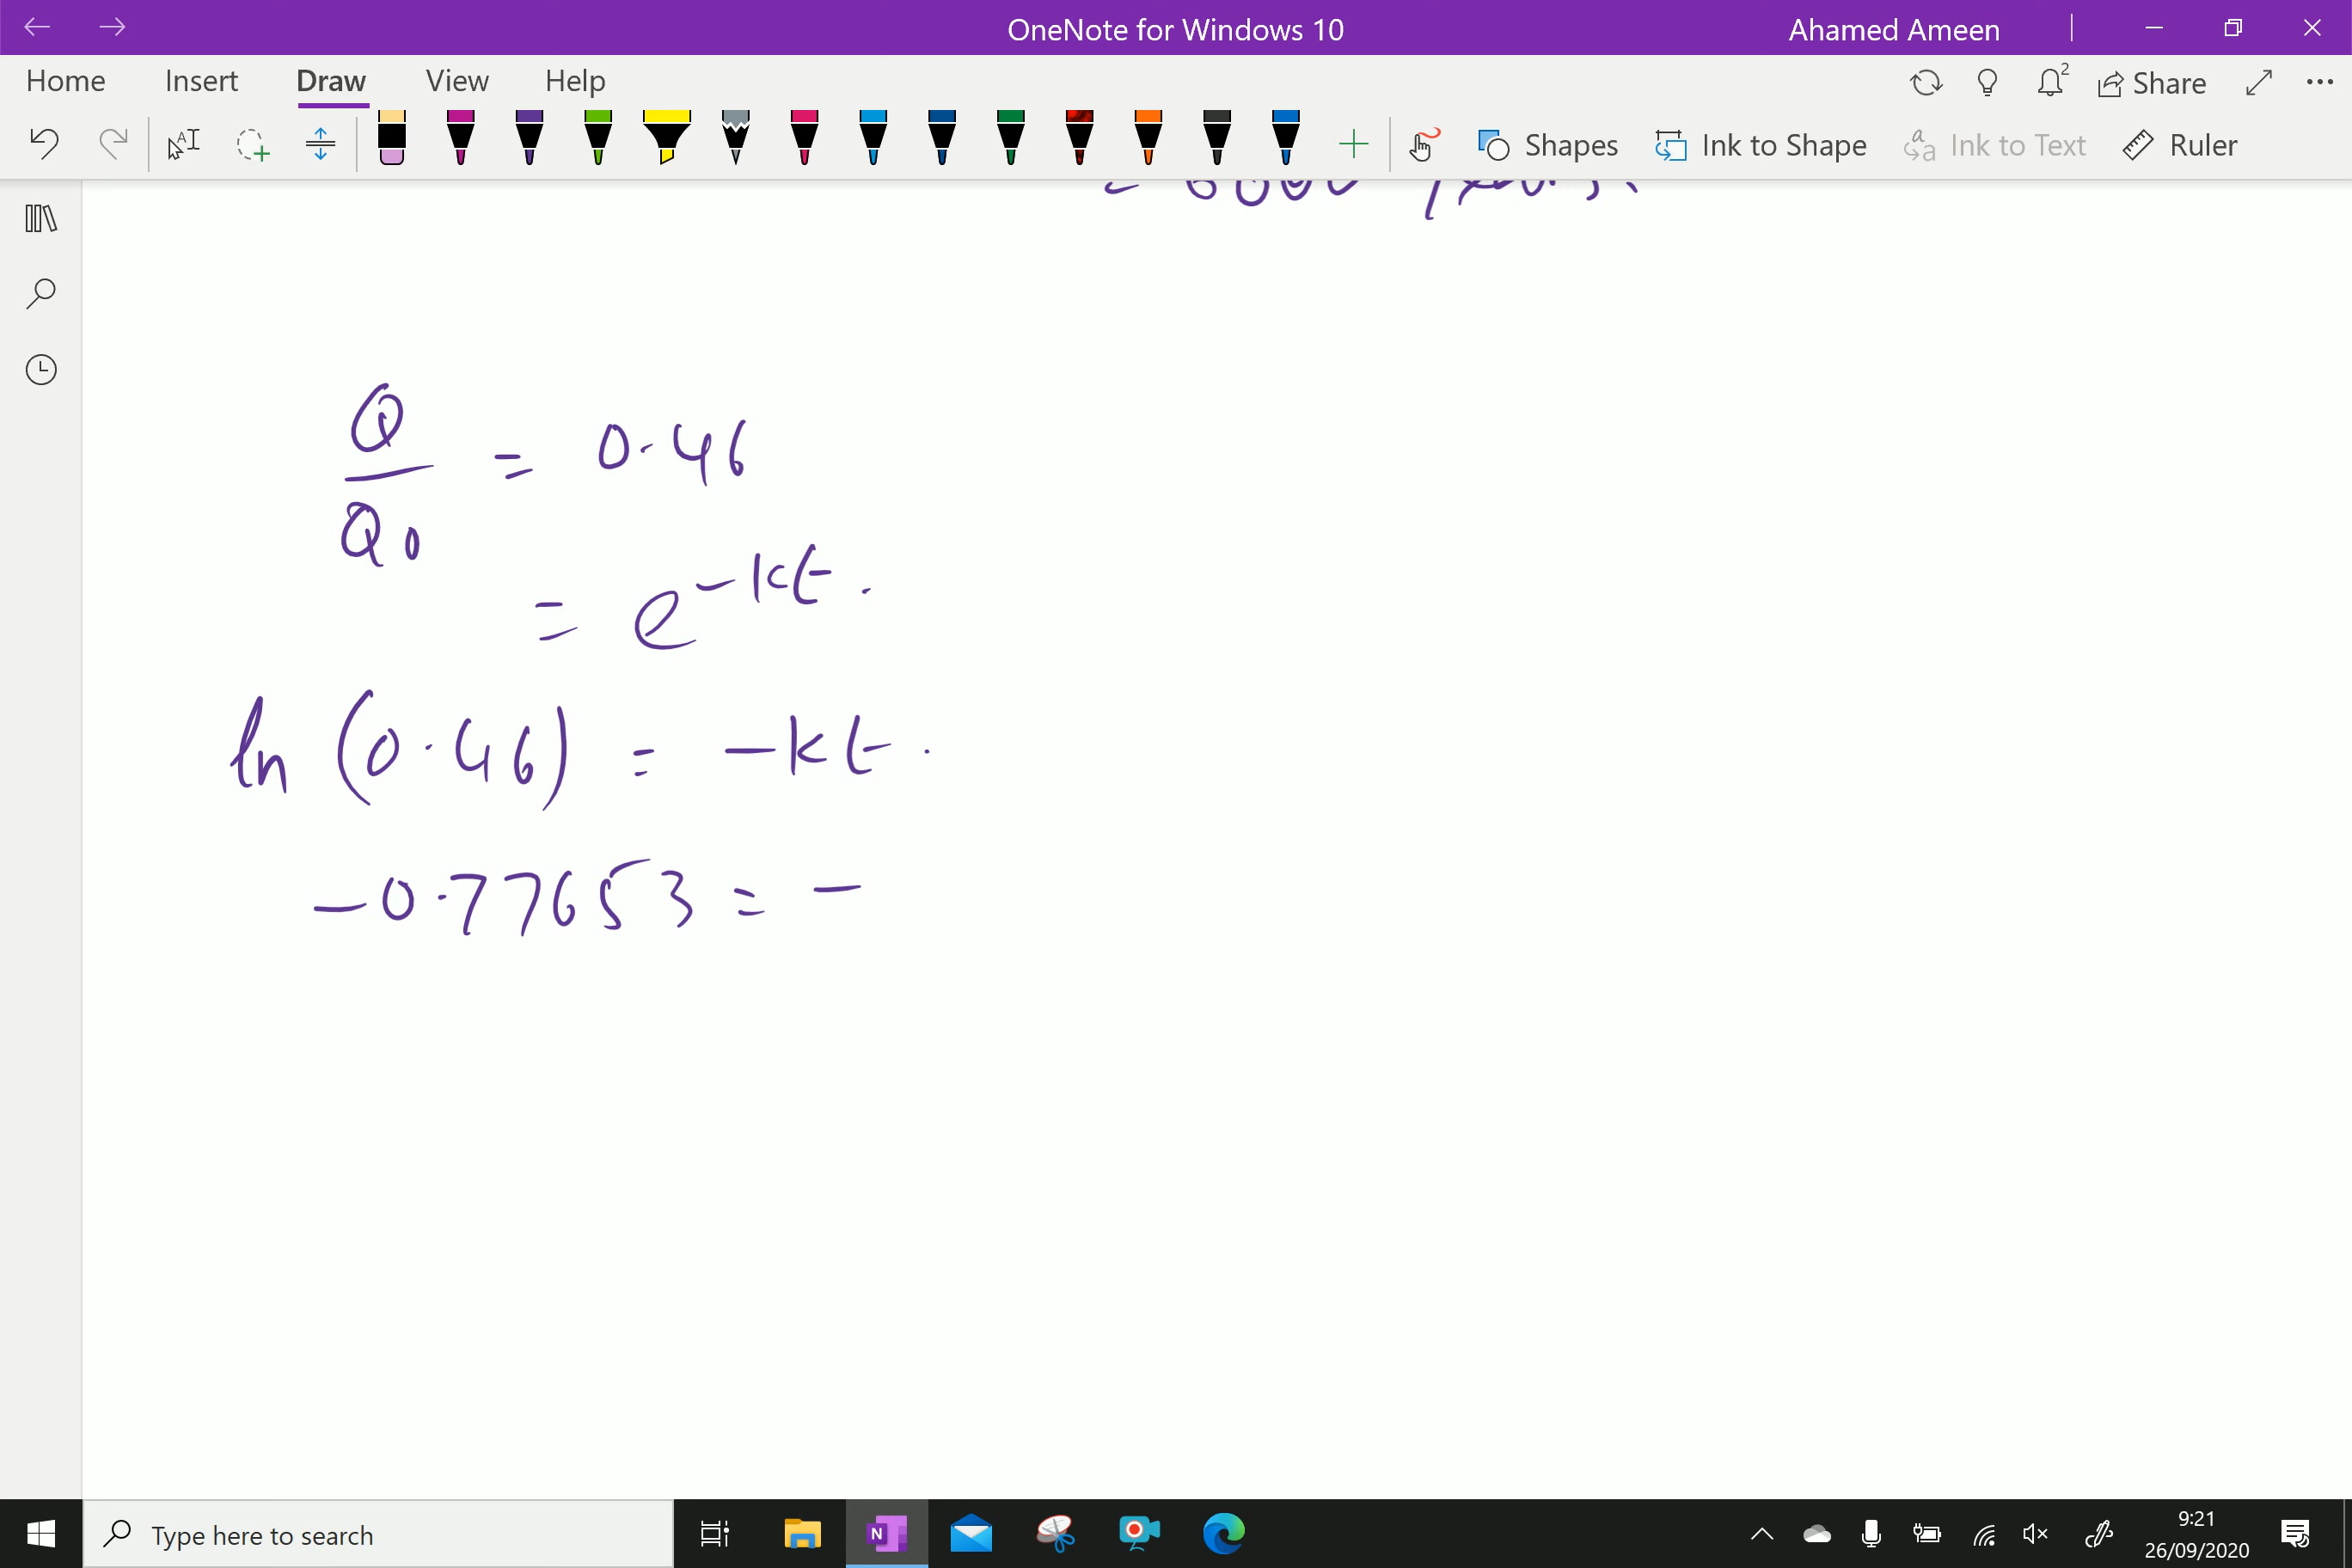 OneNote for Windows 10
Ahamed Ameen
Home Insert Draw View Help
2 Share
Shapes Ink to Shape Ink to Text Ruler
Q/Q₀ = 0.46
= e^-kt.
ln (0.46) = -kt.
-0.77653 = -
Type here to search
9:21
26/09/2020